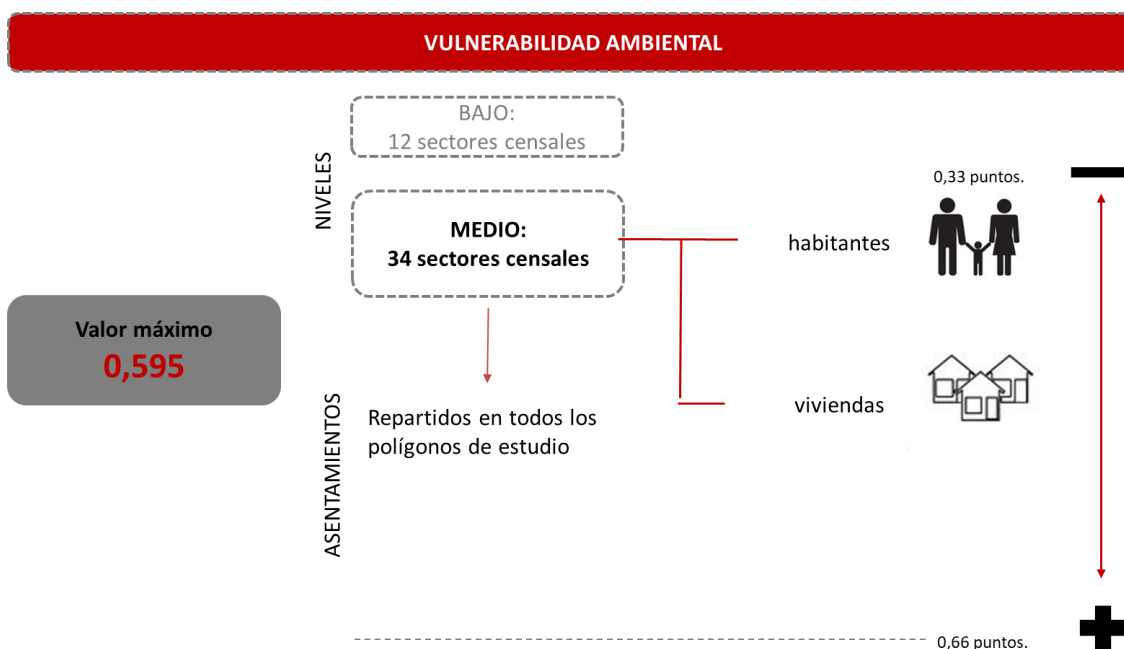 VULNERABILIDAD AMBIENTAL
BAJO:
12 sectores censales
NIVELES
0,33 puntos.
MEDIO:
34 sectores censales
habitantes
Valor máximo
0,595
viviendas
ASENTAMIENTOS
Repartidos en todos los
polígonos de estudio
0,66 puntos.